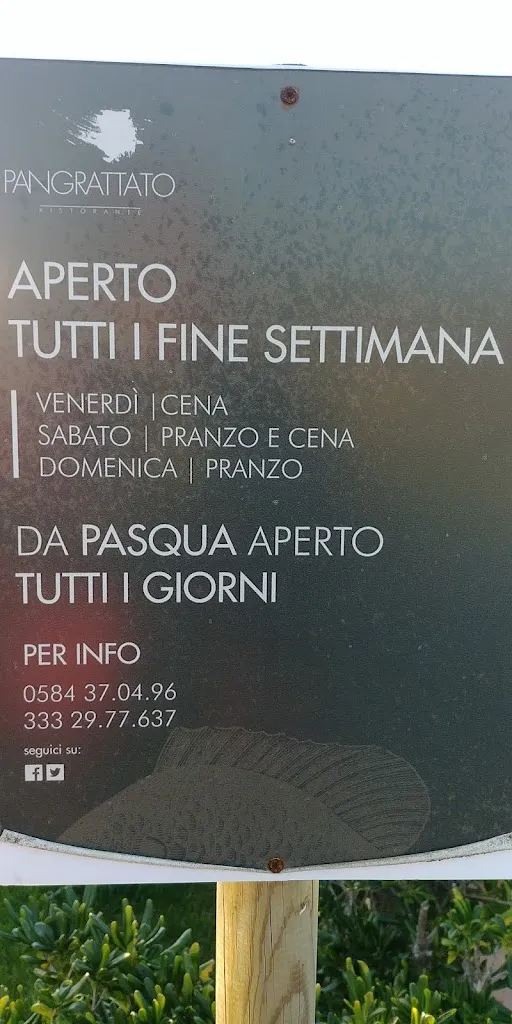 PANGRATTATO
RISTORANTE
APERTO
TUTTI I FINE SETTIMANA
VENERDÌ | CENA
SABATO | PRANZO E CENA
DOMENICA | PRANZO
DA PASQUA APERTO
TUTTI I GIORNI
PER INFO
0584 37.04.96
333 29.77.637
seguici su: